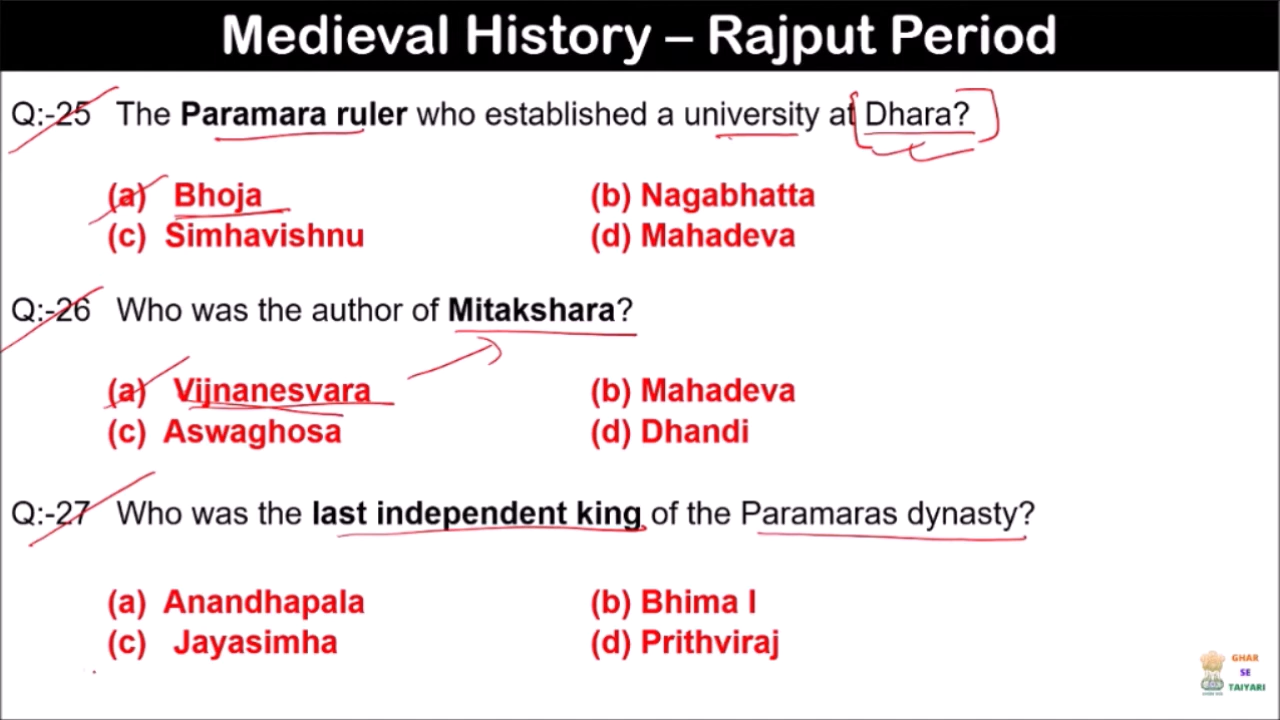 Medieval History – Rajput Period
Q:-25 The Paramara ruler who established a university at Dhara?
(a) Bhoja (b) Nagabhatta
(c) Simhavishnu (d) Mahadeva
Q:-26 Who was the author of Mitakshara?
(a) Vijnanesvara (b) Mahadeva
(c) Aswaghosa (d) Dhandi
Q:-27 Who was the last independent king of the Paramaras dynasty?
(a) Anandhapala (b) Bhima I
(c) Jayasimha (d) Prithviraj
GHAR
SE
TAIYARI